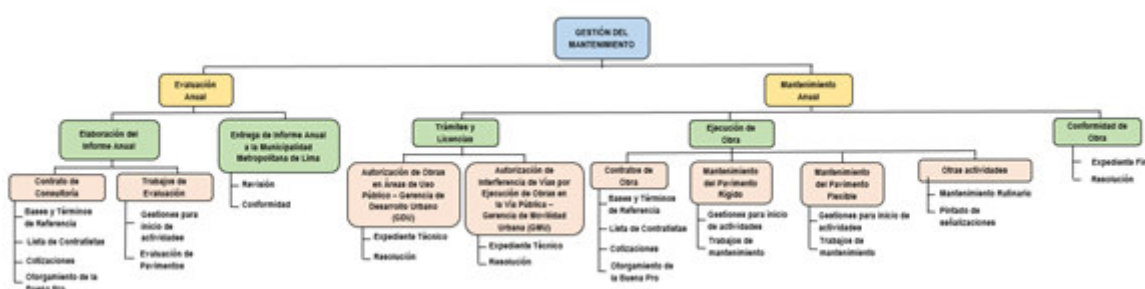 GESTIÓN DEL
MANTENIMIENTO
Evaluación
Anual
Mantenimiento
Anual
Elaboración del
Informe Anual
Entrega de Informe Anual
a la Municipalidad
Metropolitana de Lima
Trámites y
Licencias
Ejecución de
Obra
Conformidad de
Obra
Contrato de
Consultoría
Trabajos de
Evaluación
Revisión
Conformidad
Autorización de Obras
en Áreas de Uso
Público – Gerencia de
Desarrollo Urbano
(GDU)
Autorización de
Interferencia de Vías por
Ejecución de Obras en
la Vía Pública –
Gerencia de Movilidad
Urbana (GMU)
Contratos de
Obra
Mantenimiento
del Pavimento
Rígido
Mantenimiento
del Pavimento
Flexible
Otras actividades
Expediente
Resolución
Bases y Términos
de Referencia
Lista de Contratistas
Cotizaciones
Otorgamiento de la
Buena Pro
Gestiones para
inicio de
actividades
Evaluación de
Pavimentos
Expediente Técnico
Resolución
Expediente Técnico
Resolución
Bases y Términos
de Referencia
Lista de Contratistas
Cotizaciones
Otorgamiento de
la Buena Pro
Gestiones para inicio
de actividades
Trabajos de
mantenimiento
Gestiones para inicio de
actividades
Trabajos de
mantenimiento
Mantenimiento Rutinario
Pintado de
señalizaciones